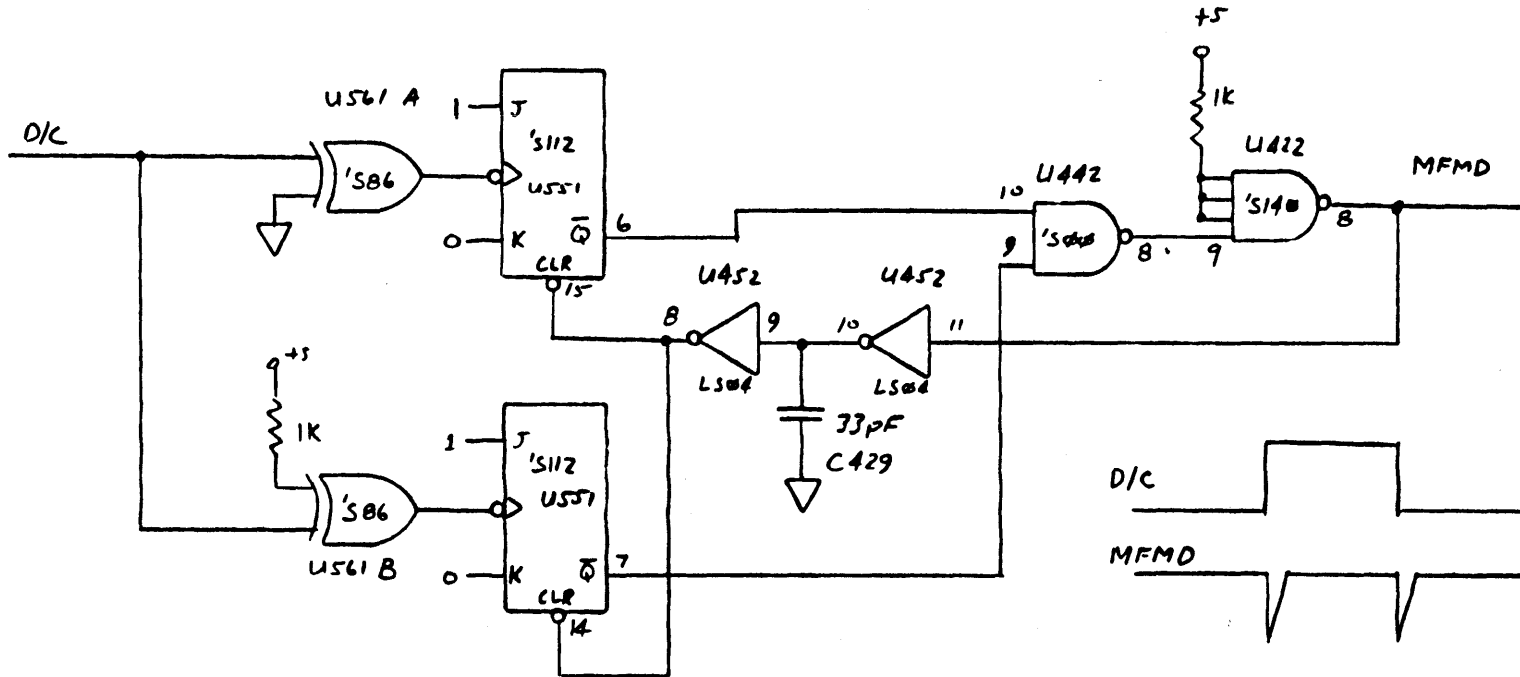 +5
1K
U561 A
1
J
'S112
D/C
'S86
U551
U422
MFMD
10
U442
'S140
8
0
K
Q̅
6
'S00
9
8
9
CLR
15
U452
U452
8
9
10
11
LS04
LS04
+5
1K
33pF
C429
1
J
'S112
U551
D/C
'S86
U561 B
0
K
Q̅
7
MFMD
CLR
14